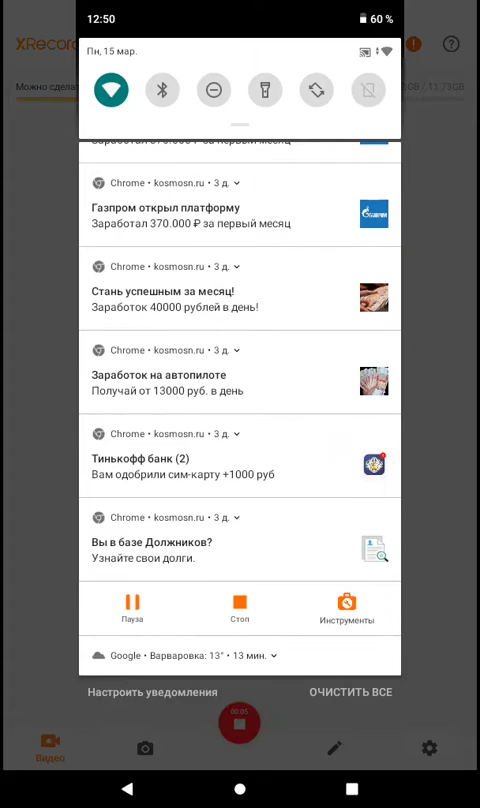 12:50
60 %
XRecor
Пн, 15 мар.
Можно сдела
/ 11.73GB
Chrome • kosmosn.ru • 3 д.
Газпром открыл платформу
Заработал 370.000 ₽ за первый месяц
Chrome • kosmosn.ru • 3 д.
Стань успешным за месяц!
Заработок 40000 рублей в день!
Chrome • kosmosn.ru • 3 д.
Заработок на автопилоте
Получай от 13000 руб. в день
Chrome • kosmosn.ru • 3 д.
Тинькофф банк (2)
Вам одобрили сим-карту +1000 руб
Chrome • kosmosn.ru • 3 д.
Вы в базе Должников?
Узнайте свои долги.
Пауза
Стоп
Инструменты
Google • Варваровка: 13° • 13 мин.
Настроить уведомления
ОЧИСТИТЬ ВСЕ
00:05
Видео